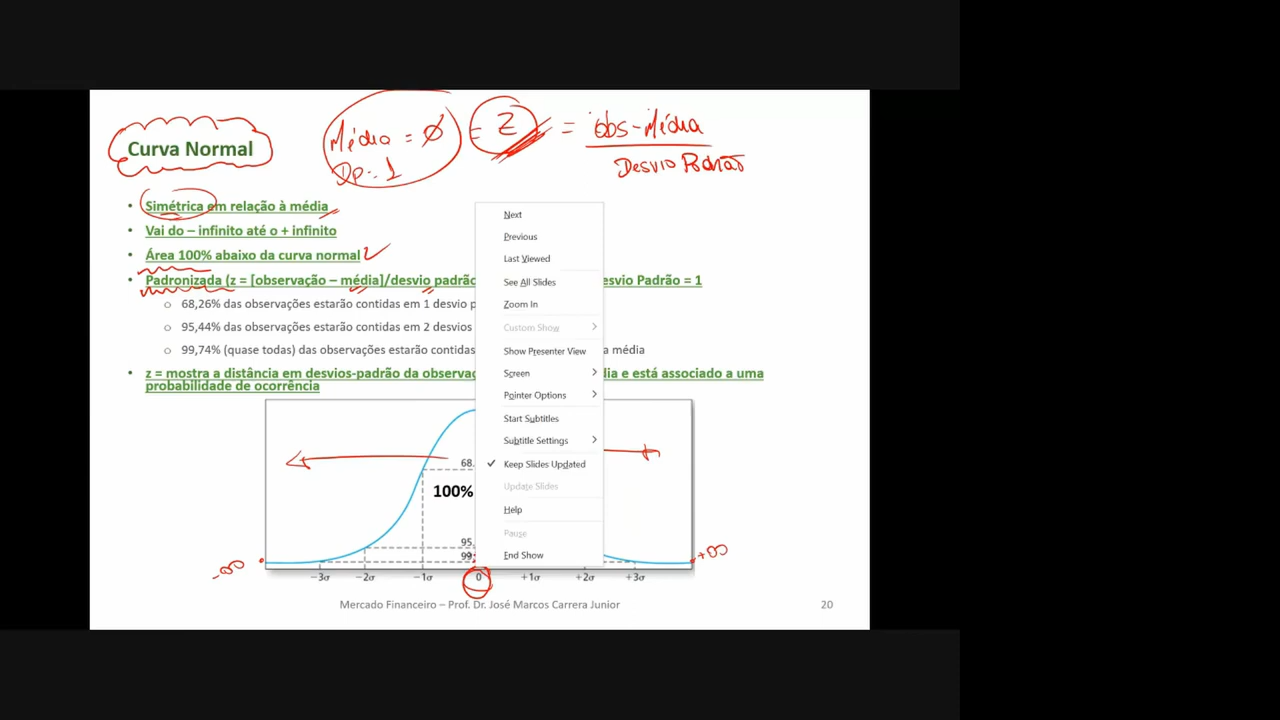 Curva Normal
Média = 0
Dp = 1
= Z = obs - Média
Desvio Padrão
• Simétrica em relação à média
• Vai do – infinito até o + infinito
• Área 100% abaixo da curva normal
• Padronizada (z = [observação – média]/desvio padrão
esvio Padrão = 1
o 68,26% das observações estarão contidas em 1 desvio p
o 95,44% das observações estarão contidas em 2 desvios
o 99,74% (quase todas) das observações estarão contidas
a média
• z = mostra a distância em desvios-padrão da observaç
dia e está associado a uma
probabilidade de ocorrência
Next
Previous
Last Viewed
See All Slides
Zoom In
Custom Show
Show Presenter View
Screen
Pointer Options
Start Subtitles
Subtitle Settings
Keep Slides Updated
Update Slides
Help
Pause
End Show
68.
100%
95.
99.
-∞
+∞
−3σ −2σ −1σ 0 +1σ +2σ +3σ
Mercado Financeiro – Prof. Dr. José Marcos Carrera Junior
20